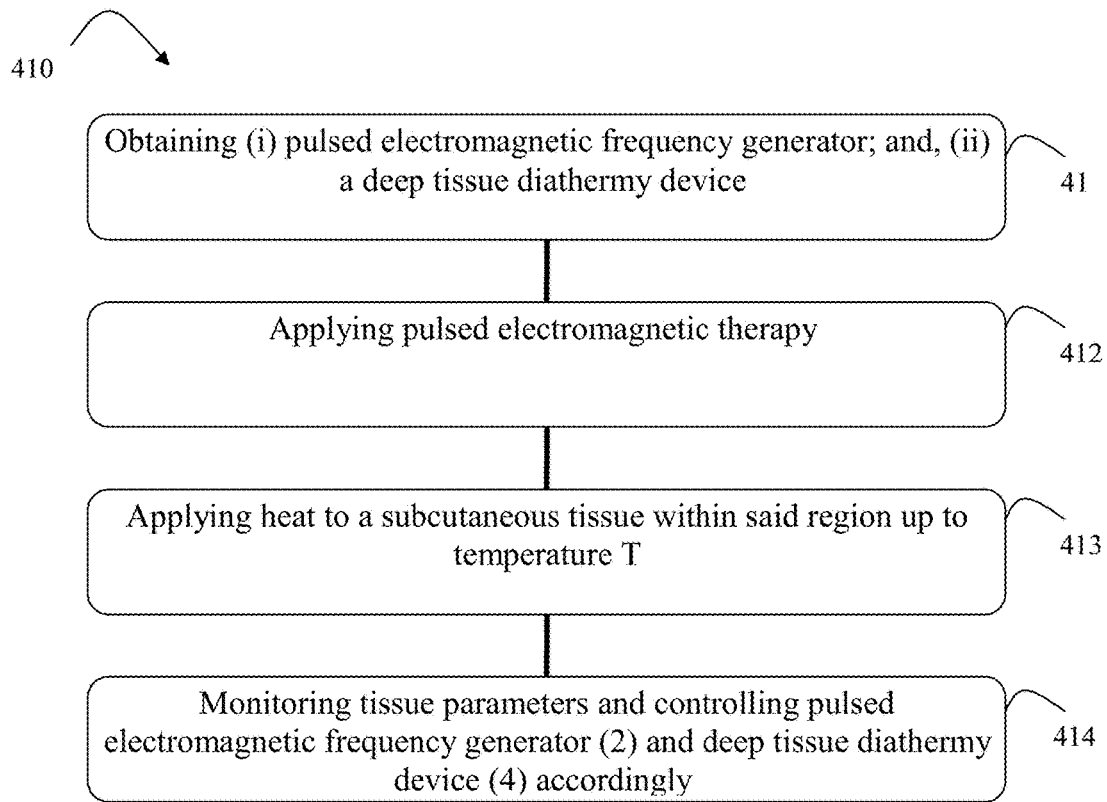 410
Obtaining (i) pulsed electromagnetic frequency generator; and, (ii)
a deep tissue diathermy device
41
Applying pulsed electromagnetic therapy
412
Applying heat to a subcutaneous tissue within said region up to
temperature T
413
Monitoring tissue parameters and controlling pulsed
electromagnetic frequency generator (2) and deep tissue diathermy
device (4) accordingly
414